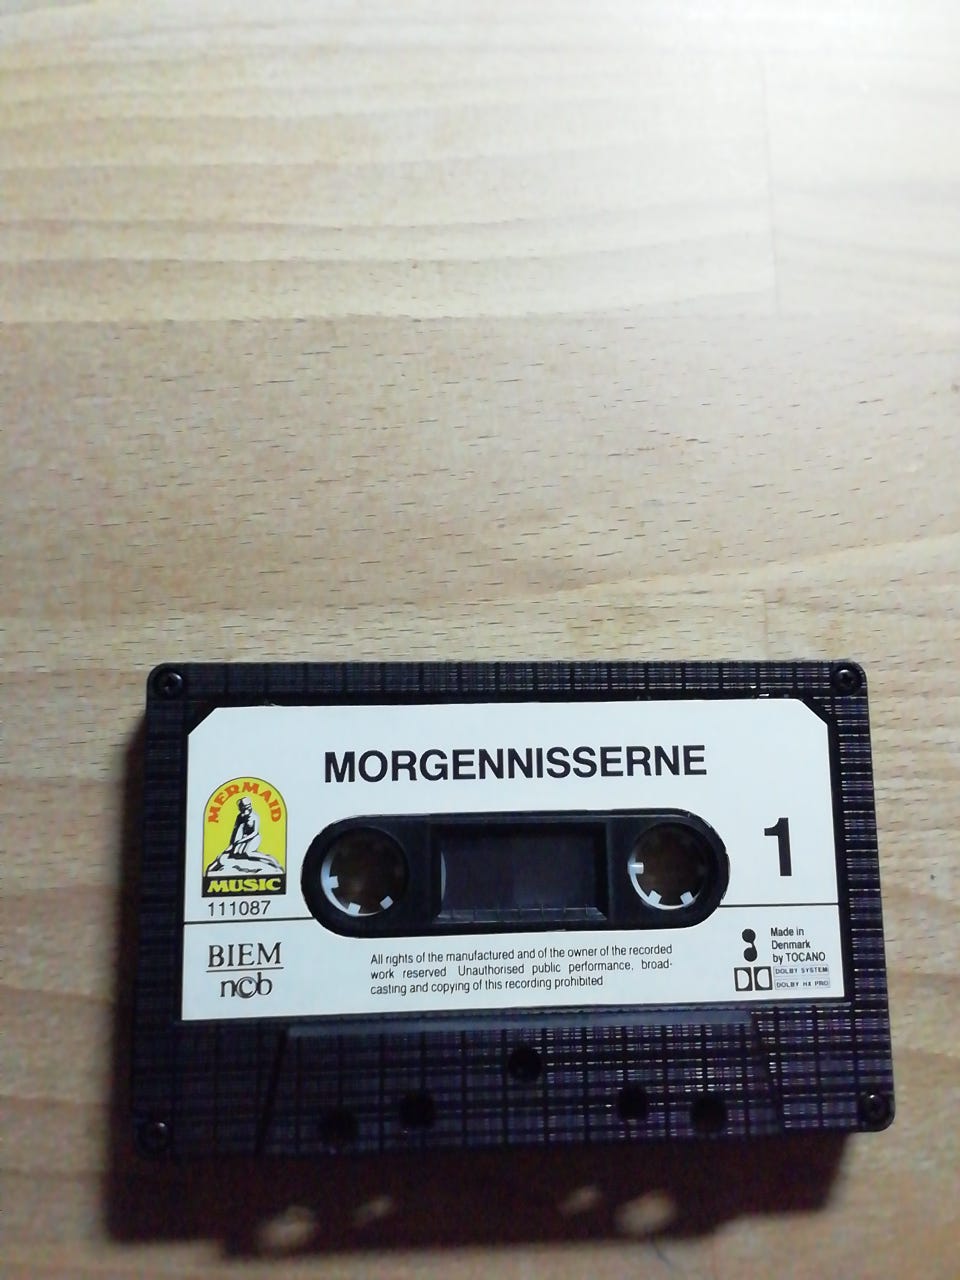 MORGENNISSERNE
MERMAID
MUSIC
111087
1
BIEM
ncb
All rights of the manufactured and of the owner of the recorded
work reserved Unauthorised public performance, broad-
casting and copying of this recording prohibited
Made in
Denmark
by TOCANO
DOLBY SYSTEM
DOLBY HX PRO